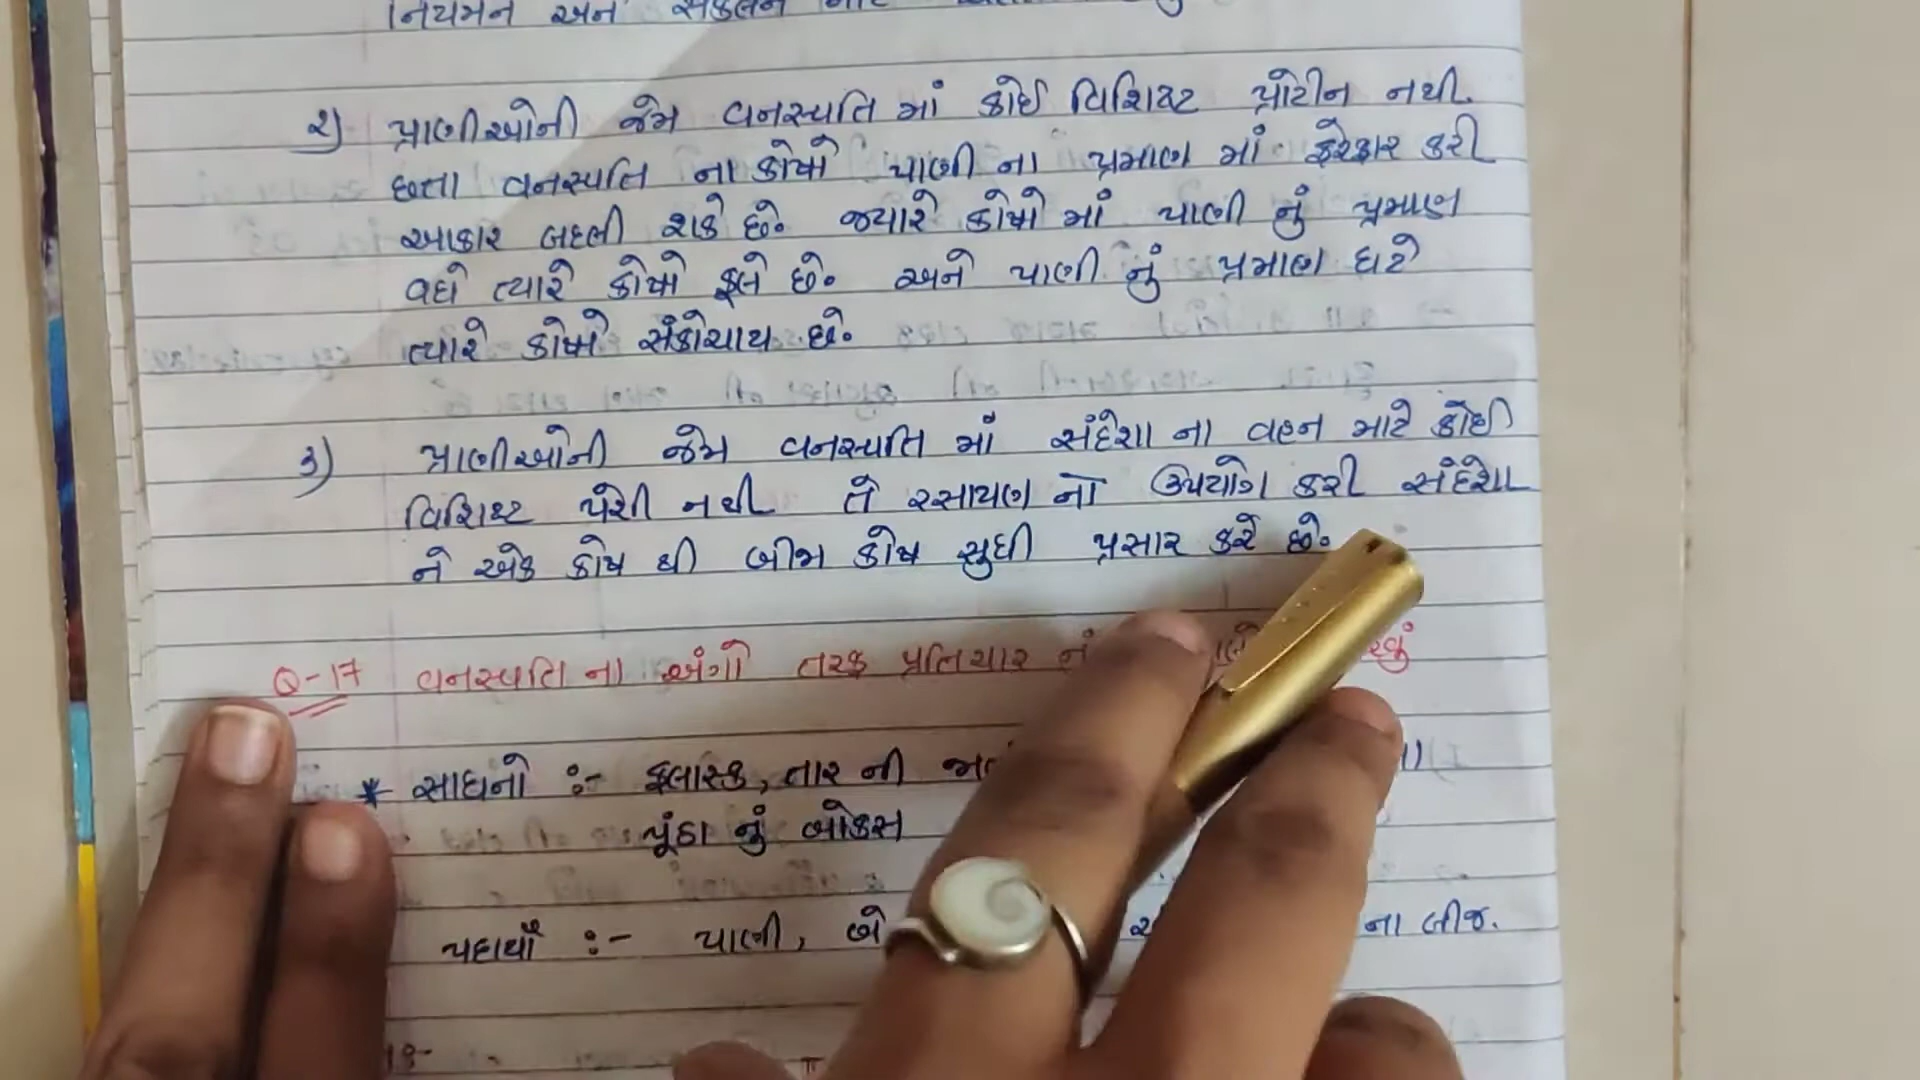 નિયમન અને સંકલન માટે
૨) પ્રાણીઓની જેમ વનસ્પતિ માં કોઈ વિશિષ્ટ પ્રોટીન નથી.
છતા વનસ્પતિ ના કોષો પાણી ના પ્રમાણ માં ફેરફાર કરી
આકાર બદલી શકે છે. જ્યારે કોષો માં પાણી નું પ્રમાણ
વધે ત્યારે કોષો ફૂલે છે. અને પાણી નું પ્રમાણ ઘટે
ત્યારે કોષો સંકોચાય છે.
૩) પ્રાણીઓની જેમ વનસ્પતિ માં સંદેશા ના વહન માટે કોઈ
વિશિષ્ટ પેશી નથી તે રસાયણ નો ઉપયોગ કરી સંદેશા
ને એક કોષ થી બીજા કોષ સુધી પ્રસાર કરે છે.
Q-17 વનસ્પતિ ના અંગો તરફ પ્રતિચાર
* સાધનો :- ફ્લાસ્ક, તાર ની
પૂંઠા નું બોક્સ
પદાર્થો :- પાણી, ના બીજ.